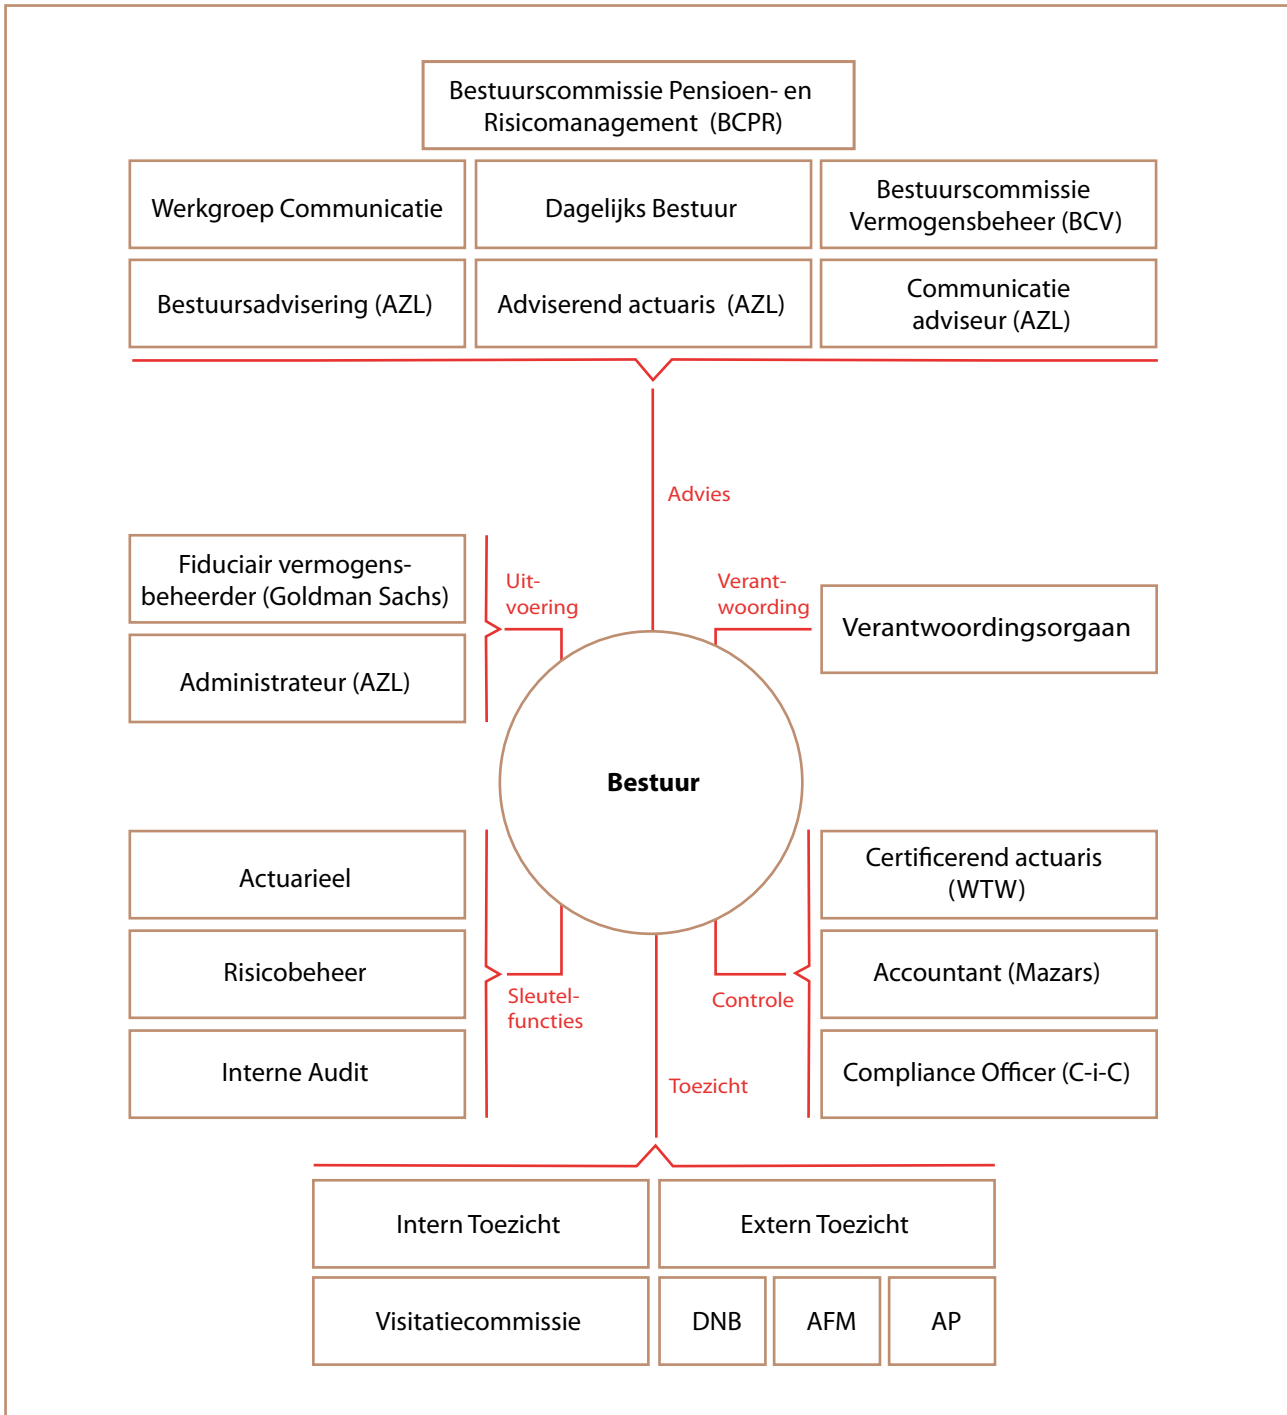 Bestuurscommissie Pensioen- en
Risicomanagement (BCPR)
Werkgroep Communicatie
Dagelijks Bestuur
Bestuurscommissie
Vermogensbeheer (BCV)
Bestuursadvisering (AZL)
Adviserend actuaris (AZL)
Communicatie
adviseur (AZL)
Advies
Fiduciair vermogens-
beheerder (Goldman Sachs)
Administrateur (AZL)
Uit-
voering
Verant-
woording
Verantwoordingsorgaan
Bestuur
Actuarieel
Risicobeheer
Interne Audit
Sleutel-
functies
Controle
Certificerend actuaris
(WTW)
Accountant (Mazars)
Compliance Officer (C-i-C)
Toezicht
Intern Toezicht
Extern Toezicht
Visitatiecommissie
DNB
AFM
AP